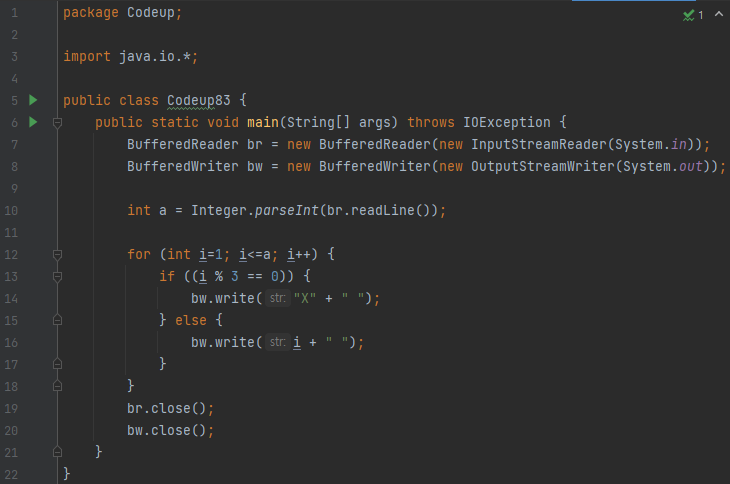 1 package Codeup;
2
3 import java.io.*;
4
5 public class Codeup83 {
6     public static void main(String[] args) throws IOException {
7         BufferedReader br = new BufferedReader(new InputStreamReader(System.in));
8         BufferedWriter bw = new BufferedWriter(new OutputStreamWriter(System.out));
9
10         int a = Integer.parseInt(br.readLine());
11
12         for (int i=1; i<=a; i++) {
13             if ((i % 3 == 0)) {
14                 bw.write( str: "X" + " ");
15             } else {
16                 bw.write( str: i + " ");
17             }
18         }
19         br.close();
20         bw.close();
21     }
22 }
1